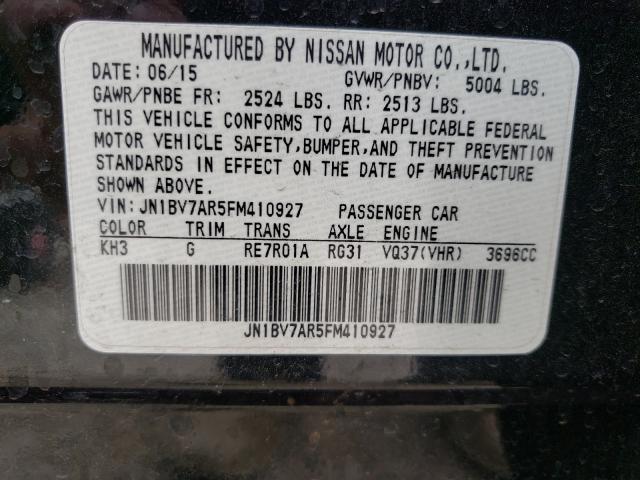 MANUFACTURED BY NISSAN MOTOR CO.,LTD.
DATE: 06/15 GVWR/PNBV: 5004 LBS.
GAWR/PNBE FR: 2524 LBS. RR: 2513 LBS.
THIS VEHICLE CONFORMS TO ALL APPLICABLE FEDERAL
MOTOR VEHICLE SAFETY,BUMPER,AND THEFT PREVENTION
STANDARDS IN EFFECT ON THE DATE OF MANUFACTURE
SHOWN ABOVE.
VIN: JN1BV7AR5FM410927 PASSENGER CAR
COLOR TRIM TRANS AXLE ENGINE
KH3 G RE7R01A RG31 VQ37(VHR) 3696CC
JN1BV7AR5FM410927